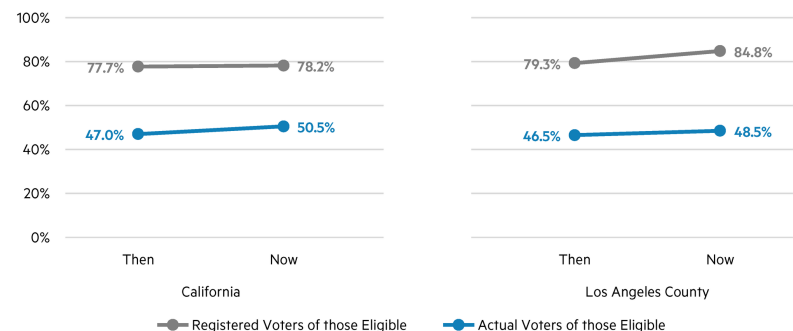 100%
80%
60%
40%
20%
0%
77.7%
78.2%
47.0%
50.5%
Then
Now
California
79.3%
84.8%
46.5%
48.5%
Then
Now
Los Angeles County
Registered Voters of those Eligible
Actual Voters of those Eligible